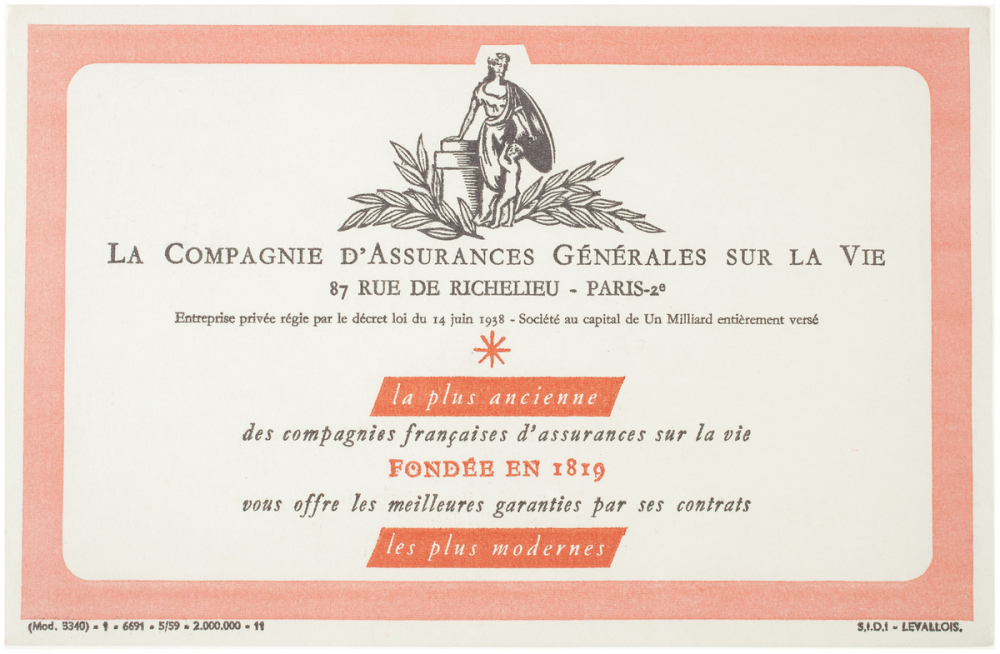 La Compagnie d'Assurances Générales sur la Vie
87 RUE DE RICHELIEU - PARIS-2e
Entreprise privée régie par le décret loi du 14 juin 1938 - Société au capital de Un Milliard entièrement versé
la plus ancienne
des compagnies françaises d'assurances sur la vie
FONDÉE EN 1819
vous offre les meilleures garanties par ses contrats
les plus modernes
(Mod. 3340) - 1 - 6691 - 5/59 - 2.000.000 - 11
S.I.D.I - LEVALLOIS.